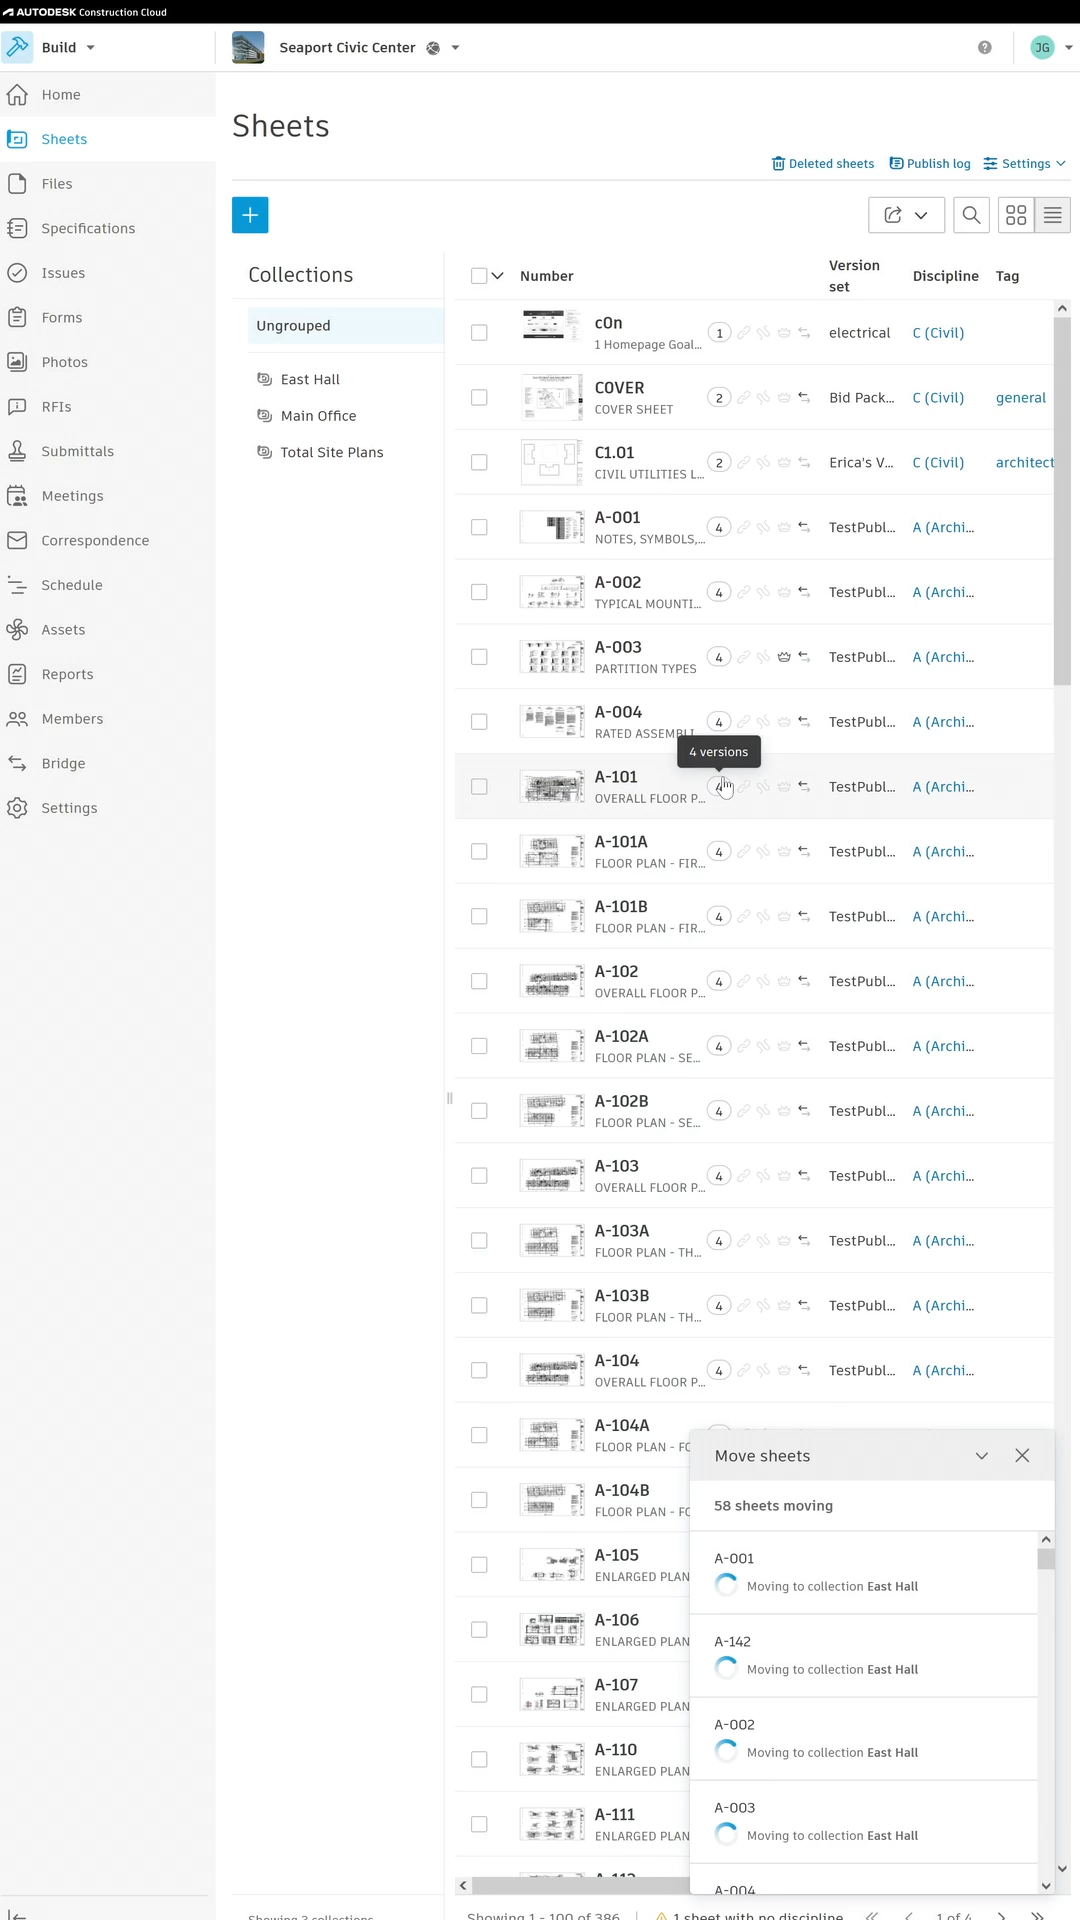 AUTODESK Construction Cloud
Build
Seaport Civic Center
JG
Home
Sheets
Files
Specifications
Issues
Forms
Photos
RFIs
Submittals
Meetings
Correspondence
Schedule
Assets
Reports
Members
Bridge
Settings
Sheets
Deleted sheets
Publish log
Settings
Collections
Ungrouped
East Hall
Main Office
Total Site Plans
Number
Version set
Discipline
Tag
c0n
1 Homepage Goal...
1
electrical
C (Civil)
COVER
COVER SHEET
2
Bid Pack...
C (Civil)
general
C1.01
CIVIL UTILITIES L...
2
Erica's V...
C (Civil)
architect
A-001
NOTES, SYMBOLS,...
4
TestPubl...
A (Archi...
A-002
TYPICAL MOUNTI...
4
TestPubl...
A (Archi...
A-003
PARTITION TYPES
4
TestPubl...
A (Archi...
A-004
RATED ASSEMBLI
4
TestPubl...
A (Archi...
4 versions
A-101
OVERALL FLOOR P...
4
TestPubl...
A (Archi...
A-101A
FLOOR PLAN - FIR...
4
TestPubl...
A (Archi...
A-101B
FLOOR PLAN - FIR...
4
TestPubl...
A (Archi...
A-102
OVERALL FLOOR P...
4
TestPubl...
A (Archi...
A-102A
FLOOR PLAN - SE...
4
TestPubl...
A (Archi...
A-102B
FLOOR PLAN - SE...
4
TestPubl...
A (Archi...
A-103
OVERALL FLOOR P...
4
TestPubl...
A (Archi...
A-103A
FLOOR PLAN - TH...
4
TestPubl...
A (Archi...
A-103B
FLOOR PLAN - TH...
4
TestPubl...
A (Archi...
A-104
OVERALL FLOOR P...
4
TestPubl...
A (Archi...
A-104A
FLOOR PLAN - FO
A-104B
FLOOR PLAN - FO
A-105
ENLARGED PLAN
A-106
ENLARGED PLAN
A-107
ENLARGED PLAN
A-110
ENLARGED PLAN
A-111
ENLARGED PLAN
Move sheets
58 sheets moving
A-001
Moving to collection East Hall
A-142
Moving to collection East Hall
A-002
Moving to collection East Hall
A-003
Moving to collection East Hall
A-004
Showing 3 collections
Showing 1 - 100 of 386
1 sheet with no discipline
1 of 4